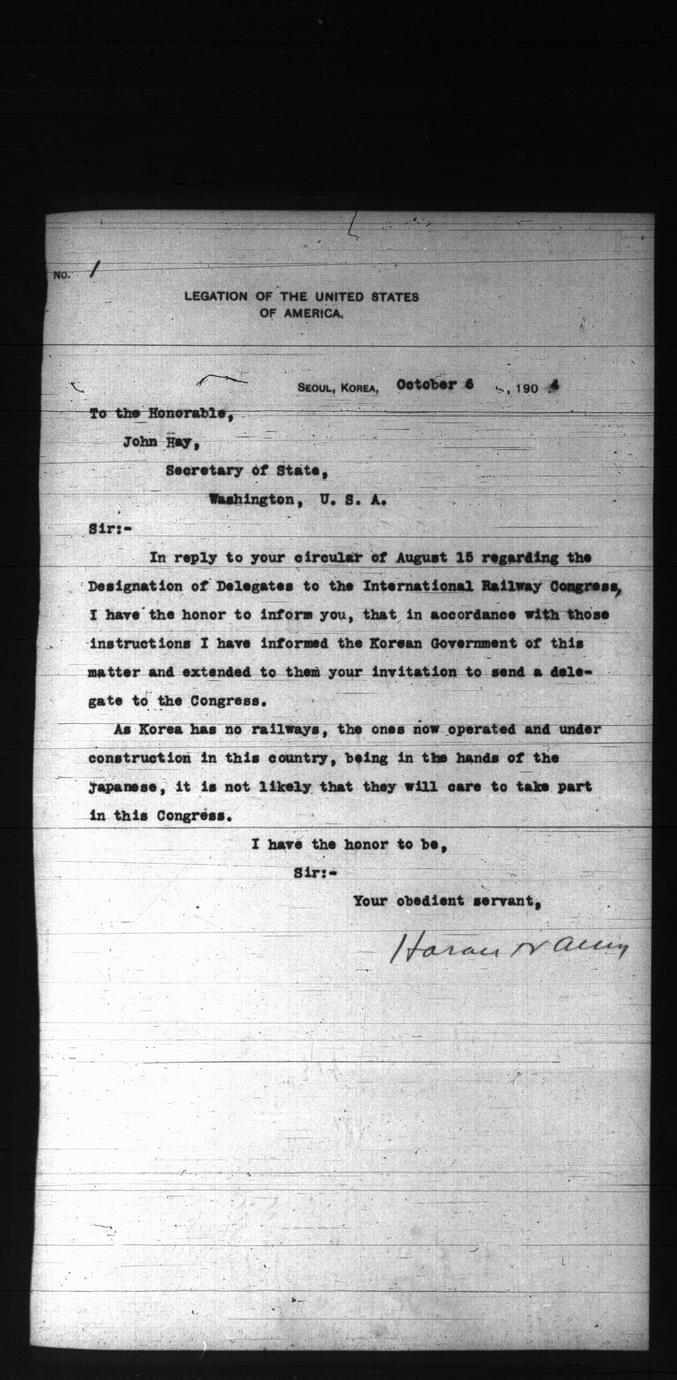 No. 1
LEGATION OF THE UNITED STATES
OF AMERICA.
SEOUL, KOREA, October 6, 1904
To the Honorable,
John Hay,
Secretary of State,
Washington, U. S. A.
Sir:-
In reply to your circular of August 15 regarding the
Designation of Delegates to the International Railway Congress,
I have the honor to inform you, that in accordance with those
instructions I have informed the Korean Government of this
matter and extended to them your invitation to send a dele-
gate to the Congress.
As Korea has no railways, the ones now operated and under
construction in this country, being in the hands of the
Japanese, it is not likely that they will care to take part
in this Congress.
I have the honor to be,
Sir:-
Your obedient servant,
Horace N Allen